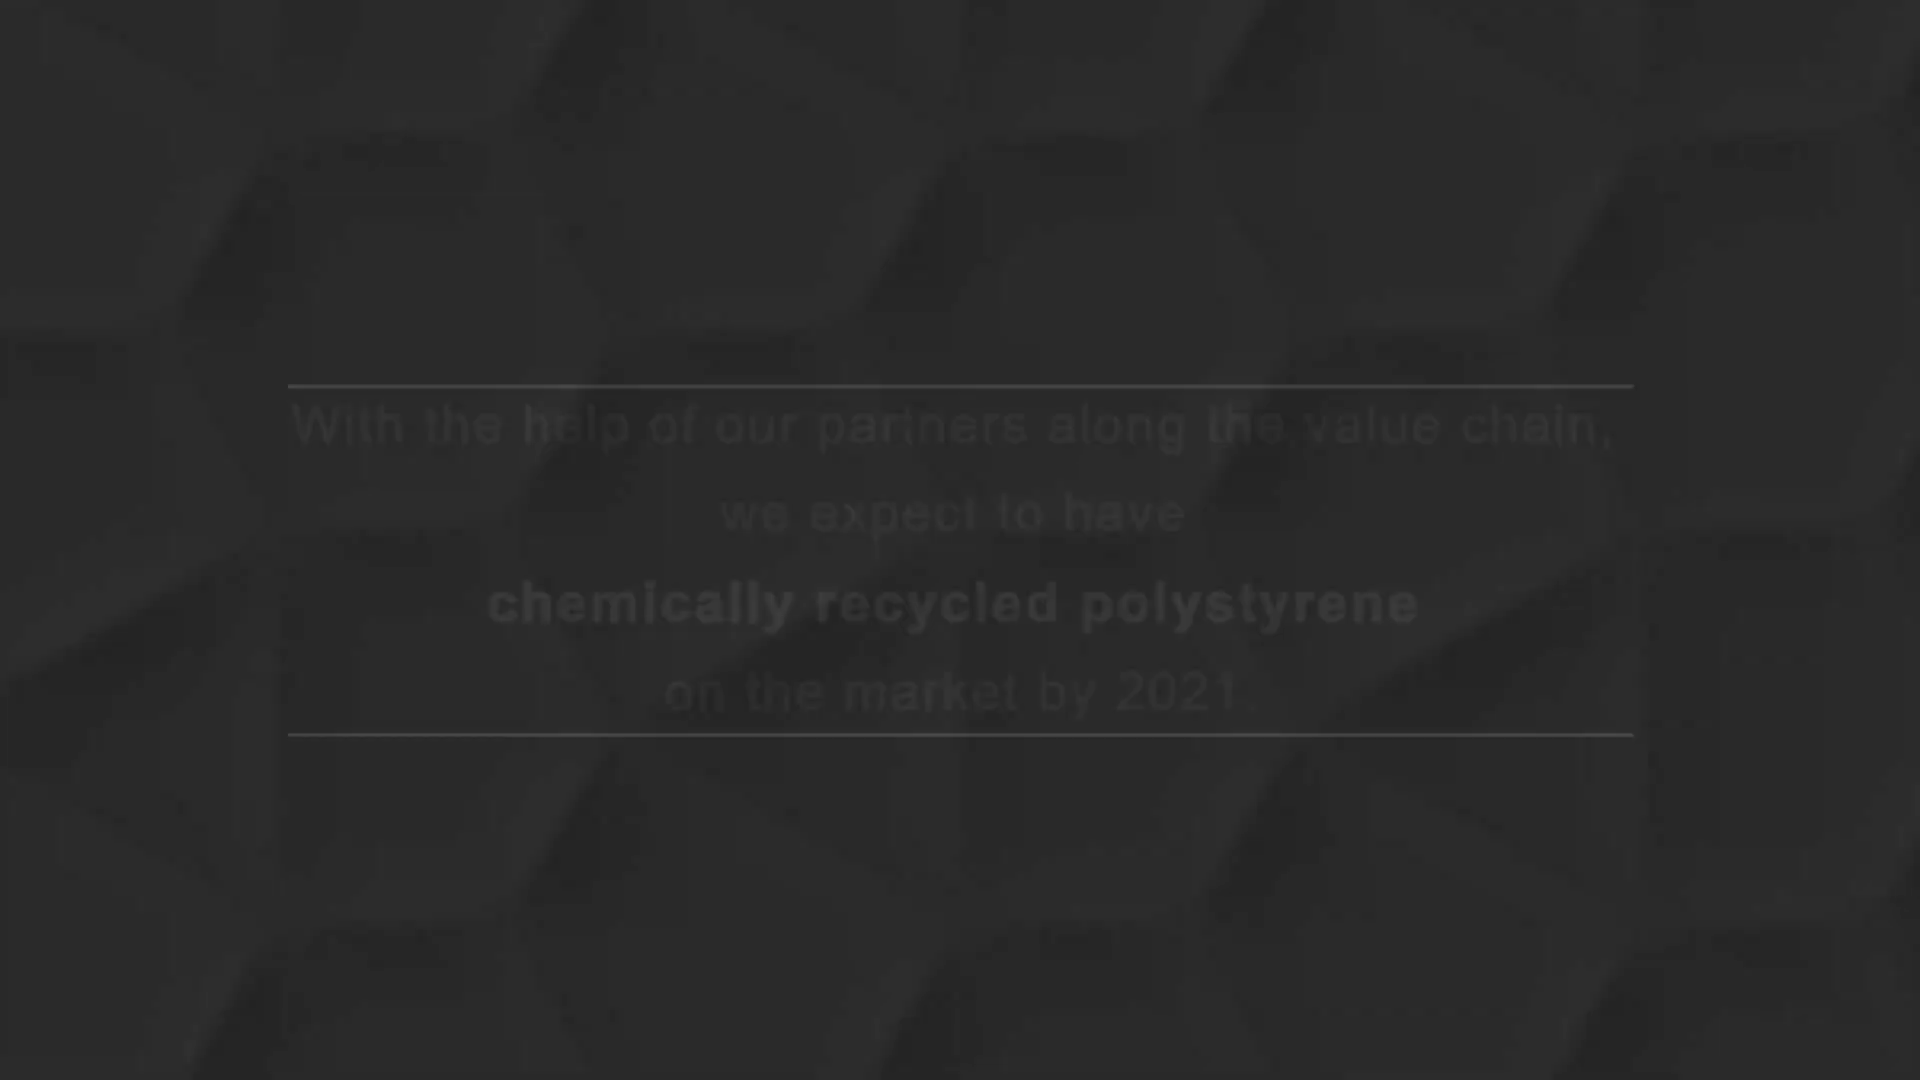 With the help of our partners along the value chain,
we expect to have
chemically recycled polystyrene
on the market by 2021.